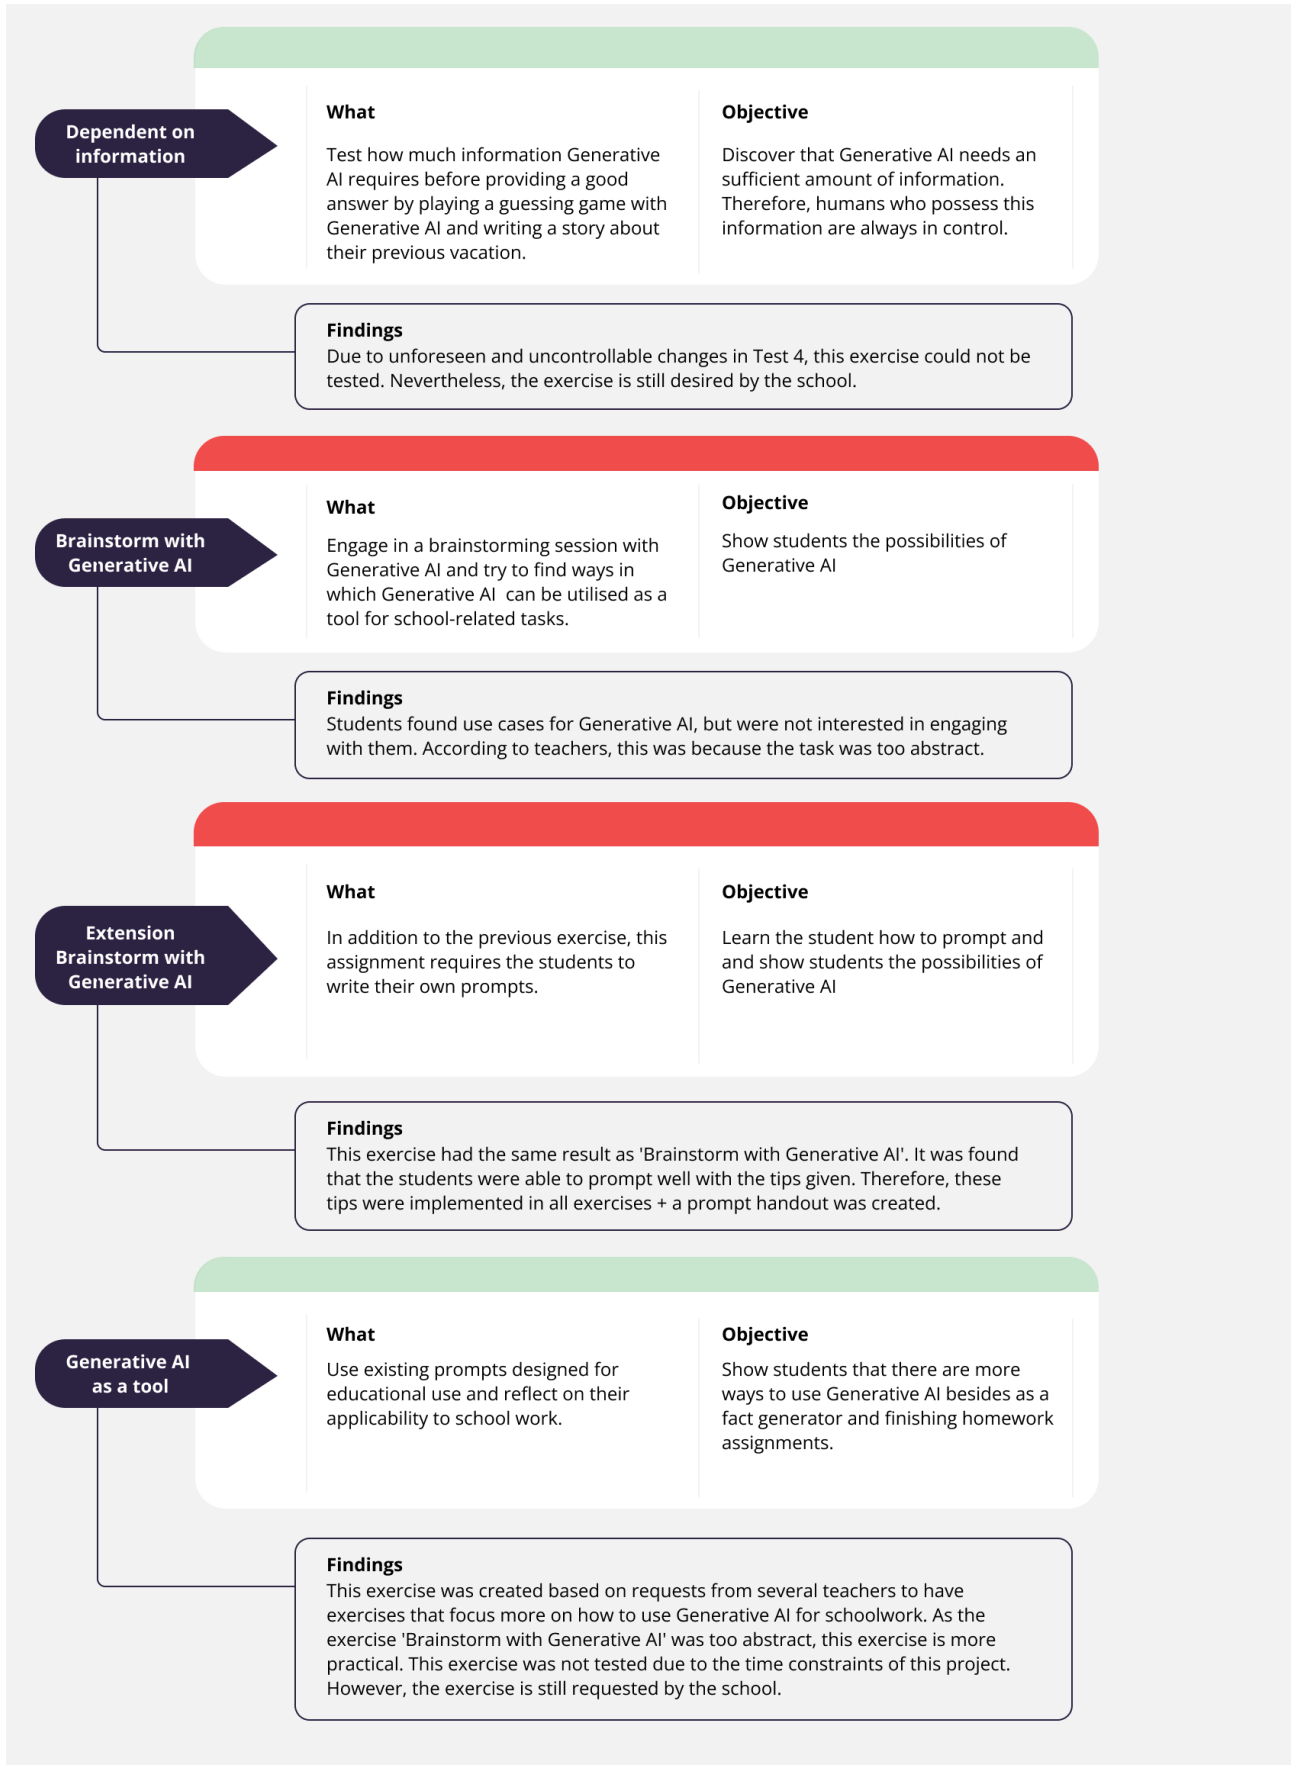 Dependent on
information
What
Test how much information Generative
AI requires before providing a good
answer by playing a guessing game with
Generative AI and writing a story about
their previous vacation.
Objective
Discover that Generative AI needs an
sufficient amount of information.
Therefore, humans who possess this
information are always in control.
Findings
Due to unforeseen and uncontrollable changes in Test 4, this exercise could not be
tested. Nevertheless, the exercise is still desired by the school.
Brainstorm with
Generative AI
What
Engage in a brainstorming session with
Generative AI and try to find ways in
which Generative AI  can be utilised as a
tool for school-related tasks.
Objective
Show students the possibilities of
Generative AI
Findings
Students found use cases for Generative AI, but were not interested in engaging
with them. According to teachers, this was because the task was too abstract.
Extension
Brainstorm with
Generative AI
What
In addition to the previous exercise, this
assignment requires the students to
write their own prompts.
Objective
Learn the student how to prompt and
and show students the possibilities of
Generative AI
Findings
This exercise had the same result as 'Brainstorm with Generative AI'. It was found
that the students were able to prompt well with the tips given. Therefore, these
tips were implemented in all exercises + a prompt handout was created.
Generative AI
as a tool
What
Use existing prompts designed for
educational use and reflect on their
applicability to school work.
Objective
Show students that there are more
ways to use Generative AI besides as a
fact generator and finishing homework
assignments.
Findings
This exercise was created based on requests from several teachers to have
exercises that focus more on how to use Generative AI for schoolwork. As the
exercise 'Brainstorm with Generative AI' was too abstract, this exercise is more
practical. This exercise was not tested due to the time constraints of this project.
However, the exercise is still requested by the school.